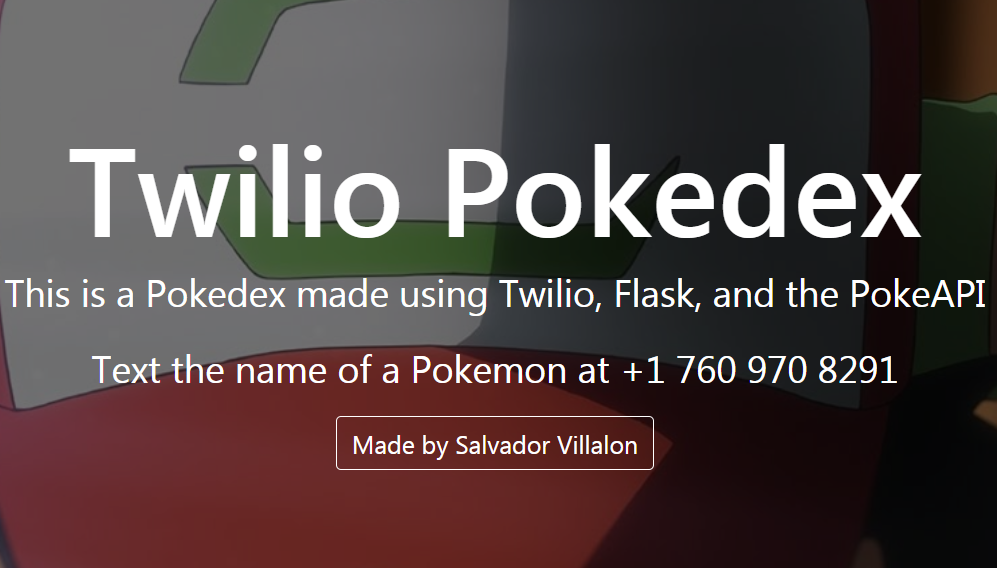 Twilio Pokedex
This is a Pokedex made using Twilio, Flask, and the PokeAPI
Text the name of a Pokemon at +1 760 970 8291
Made by Salvador Villalon